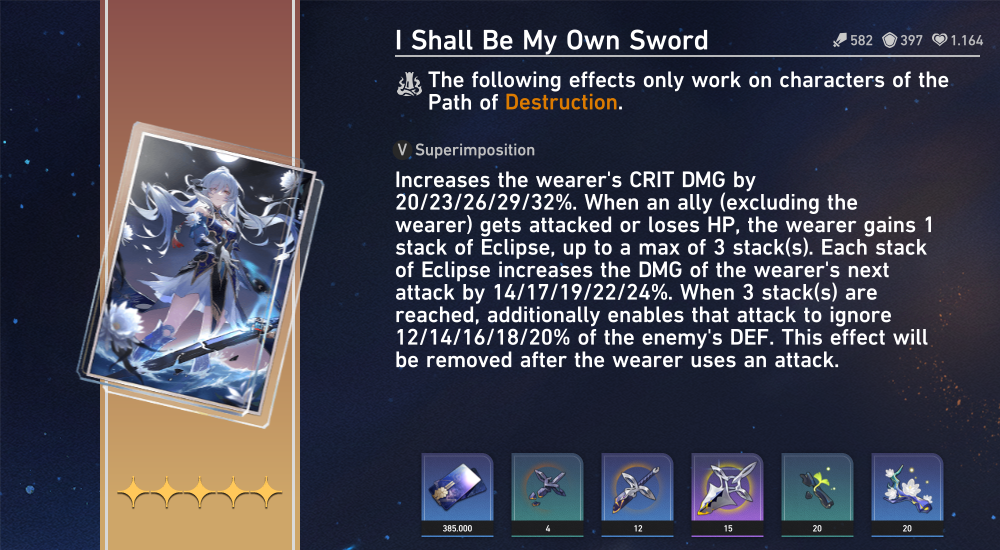 I Shall Be My Own Sword
582 397 1.164
The following effects only work on characters of the
Path of Destruction.
V Superimposition
Increases the wearer's CRIT DMG by
20/23/26/29/32%. When an ally (excluding the
wearer) gets attacked or loses HP, the wearer gains 1
stack of Eclipse, up to a max of 3 stack(s). Each stack
of Eclipse increases the DMG of the wearer's next
attack by 14/17/19/22/24%. When 3 stack(s) are
reached, additionally enables that attack to ignore
12/14/16/18/20% of the enemy's DEF. This effect will
be removed after the wearer uses an attack.
385.000 4 12 15 20 20